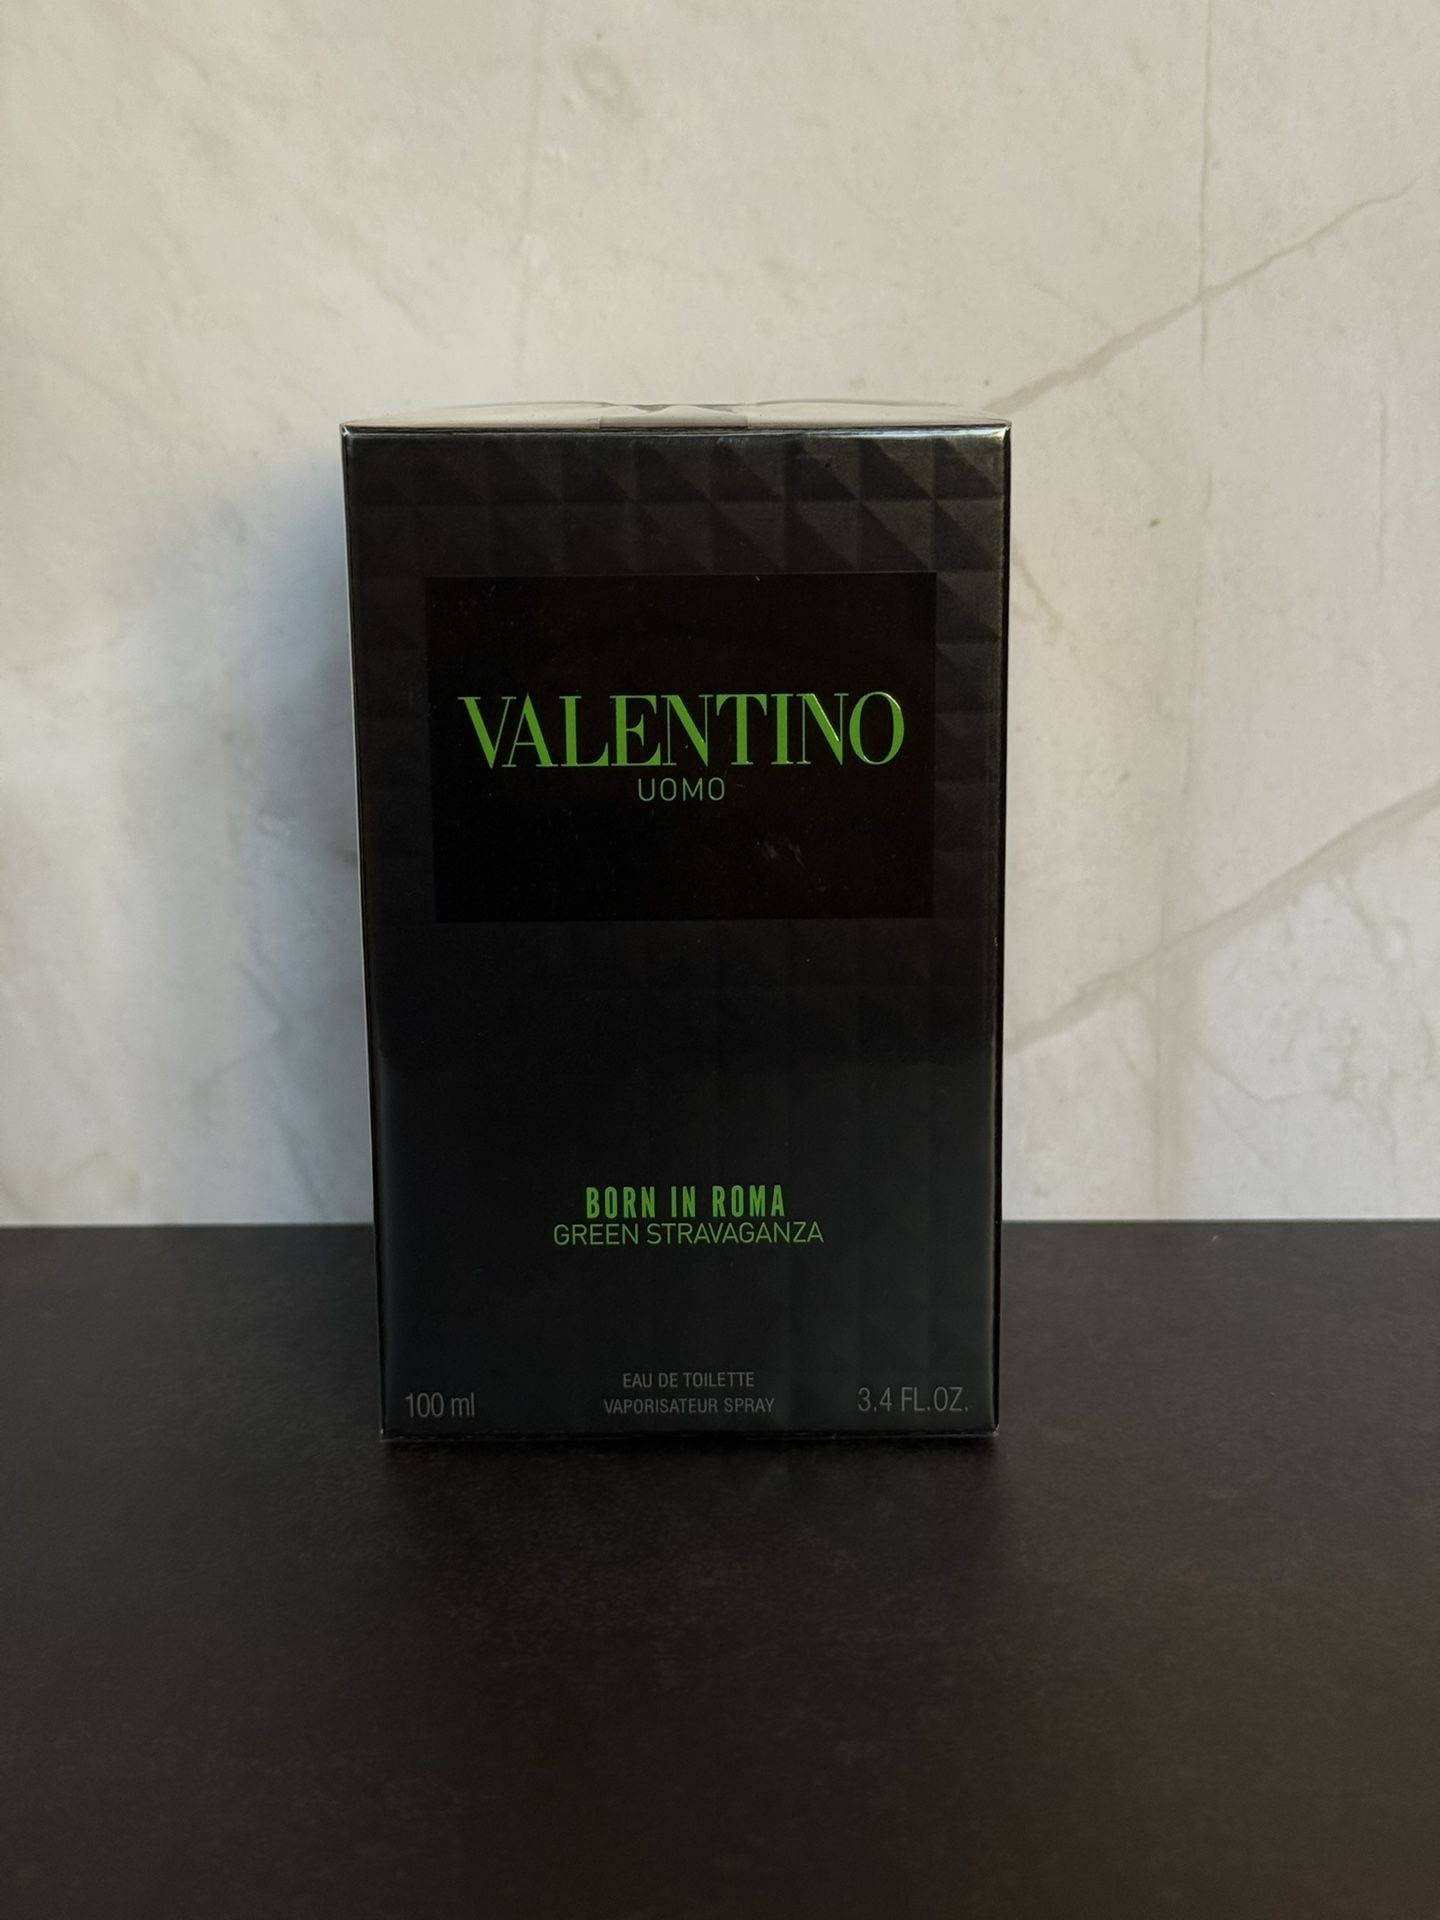 VALENTINO
UOMO
BORN IN ROMA
GREEN STRAVAGANZA
EAU DE TOILETTE
100 ml VAPORISATEUR SPRAY 3.4 FL.OZ.